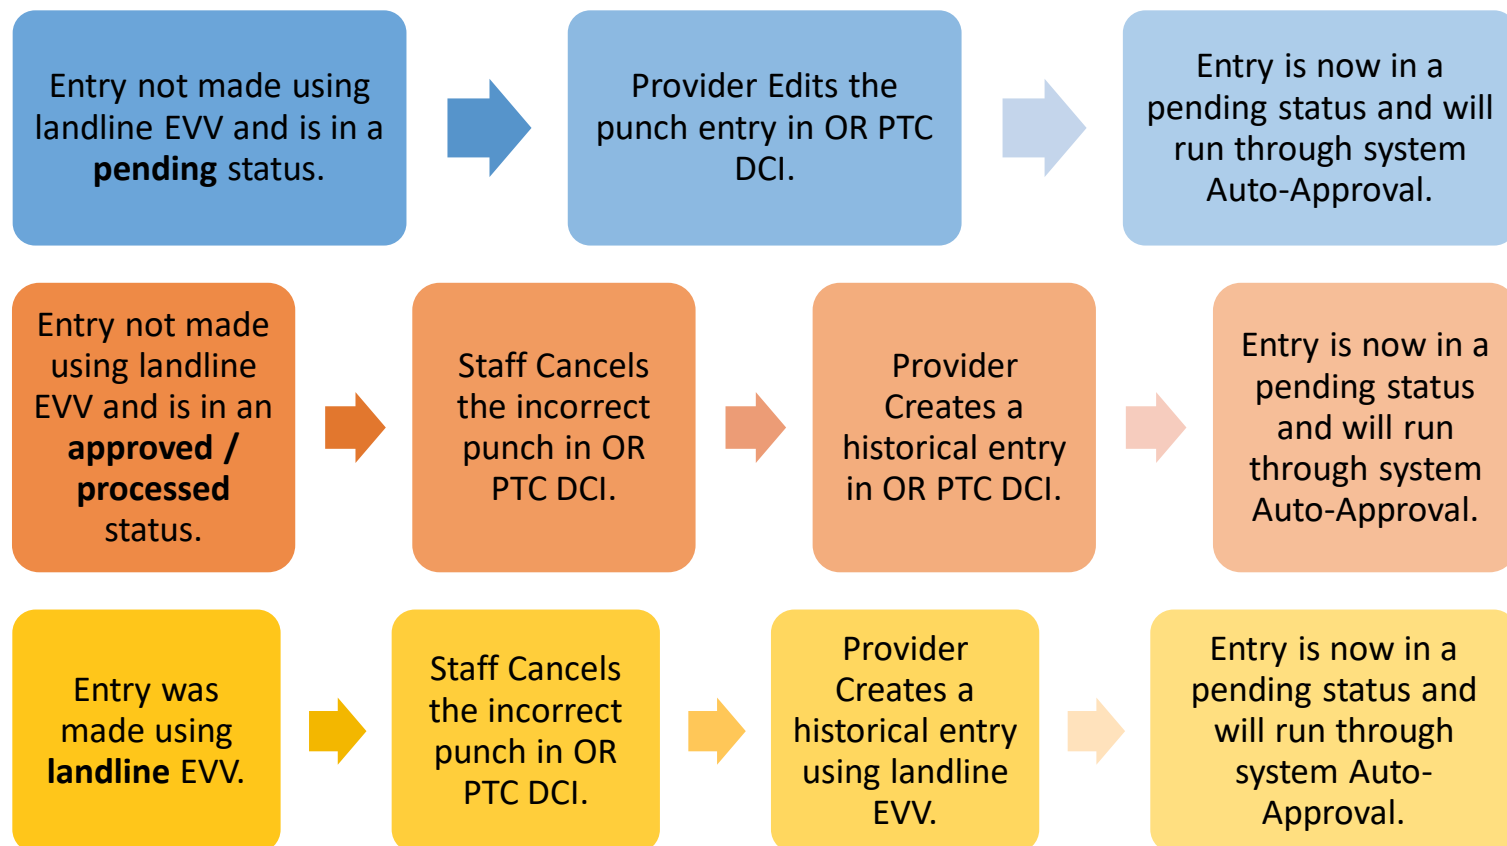 Entry not made using
landline EVV and is in a
pending status.
Provider Edits the
punch entry in OR PTC
DCI.
Entry is now in a
pending status and will
run through system
Auto-Approval.
Entry not made
using landline
EVV and is in an
approved /
processed
status.
Staff Cancels
the incorrect
punch in OR
PTC DCI.
Provider
Creates a
historical entry
in OR PTC DCI.
Entry is now in a
pending status
and will run
through system
Auto-Approval.
Entry was
made using
landline EVV.
Staff Cancels
the incorrect
punch in OR
PTC DCI.
Provider
Creates a
historical entry
using landline
EVV.
Entry is now in a
pending status and
will run through
system Auto-
Approval.